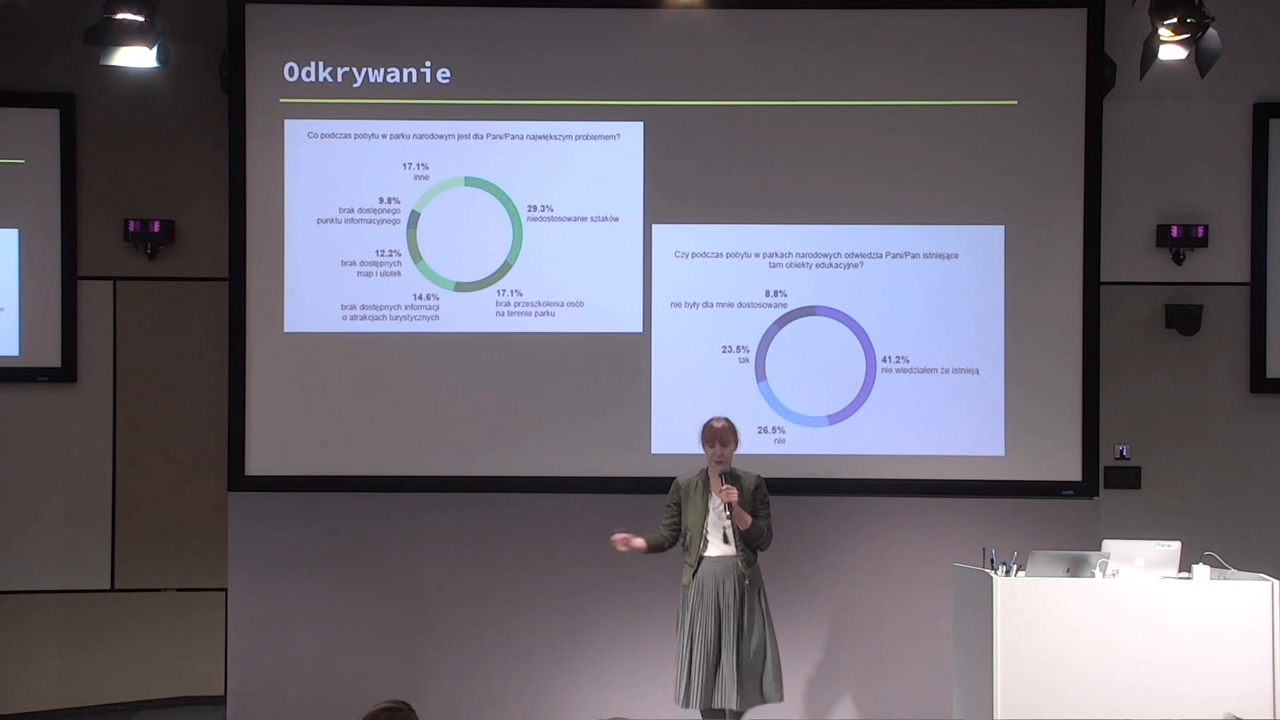 Odkrywanie
Co podczas pobytu w parku narodowym jest dla Pani/Pana największym problemem?
17.1%
inne
9.8%
brak dostępnego
punktu informacyjnego
12.2%
brak dostępnych
map i ulotek
14.6%
brak dostępnych informacji
o atrakcjach turystycznych
29.3%
niedostosowanie szlaków
17.1%
brak przeszkolenia osób
na terenie parku
Czy podczas pobytu w parkach narodowych odwiedzia Pani/Pan istniejące
tam obiekty edukacyjne?
8.8%
nie były dla mnie dostosowane
23.5%
tak
41.2%
nie wiedziałem że istnieją
26.5%
nie